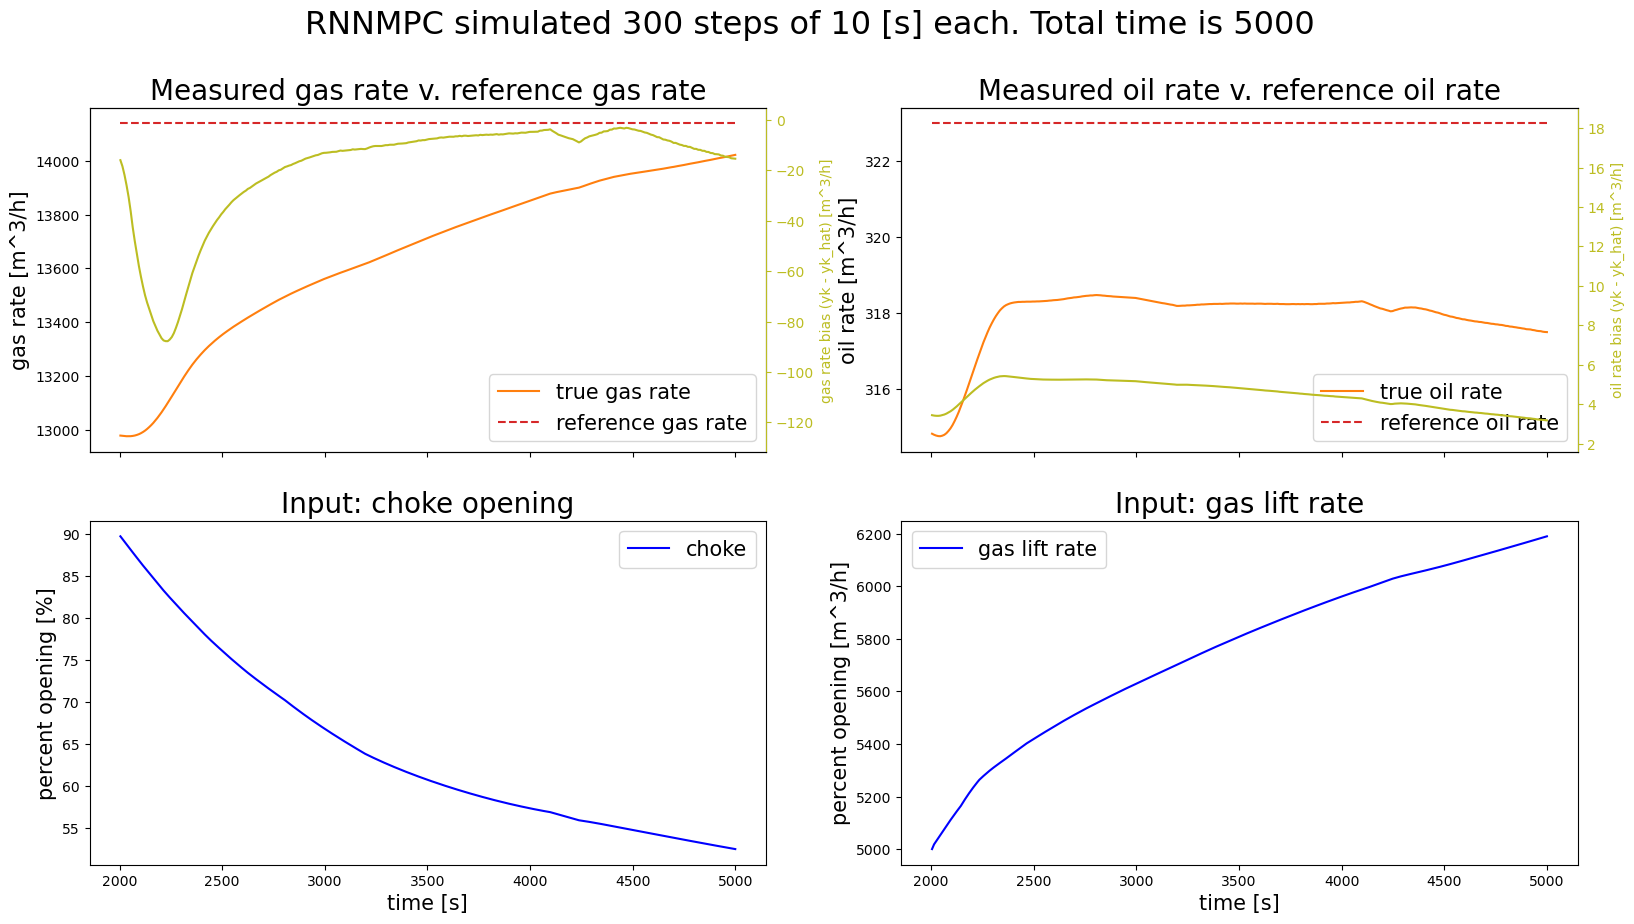 RNNMPC simulated 300 steps of 10 [s] each. Total time is 5000
Measured gas rate v. reference gas rate
gas rate [m^3/h]
14000
13800
13600
13400
13200
13000
0
−20
−40
−60
−80
−100
−120
gas rate bias (yk - yk_hat) [m^3/h]
true gas rate
reference gas rate
Measured oil rate v. reference oil rate
oil rate [m^3/h]
322
320
318
316
18
16
14
12
10
8
6
4
2
oil rate bias (yk - yk_hat) [m^3/h]
true oil rate
reference oil rate
Input: choke opening
percent opening [%]
90
85
80
75
70
65
60
55
choke
2000 2500 3000 3500 4000 4500 5000
time [s]
Input: gas lift rate
percent opening [m^3/h]
6200
6000
5800
5600
5400
5200
5000
gas lift rate
2000 2500 3000 3500 4000 4500 5000
time [s]